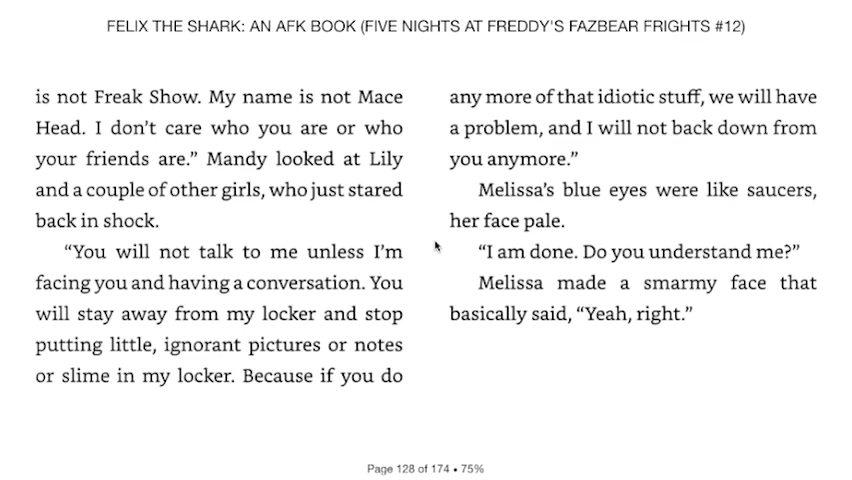 FELIX THE SHARK: AN AFK BOOK (FIVE NIGHTS AT FREDDY'S FAZBEAR FRIGHTS #12)
is not Freak Show. My name is not Mace
Head. I don’t care who you are or who
your friends are.” Mandy looked at Lily
and a couple of other girls, who just stared
back in shock.
“You will not talk to me unless I’m
facing you and having a conversation. You
will stay away from my locker and stop
putting little, ignorant pictures or notes
or slime in my locker. Because if you do
any more of that idiotic stuff, we will have
a problem, and I will not back down from
you anymore.”
Melissa’s blue eyes were like saucers,
her face pale.
“I am done. Do you understand me?”
Melissa made a smarmy face that
basically said, “Yeah, right.”
Page 128 of 174 • 75%